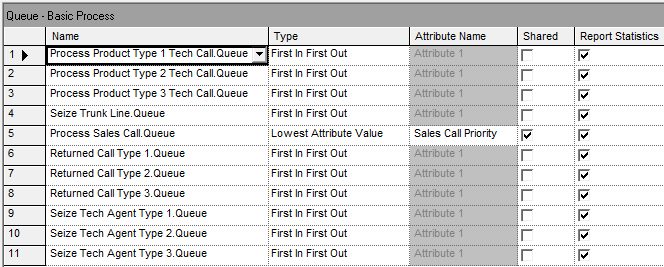 Queue - Basic Process
Name Type Attribute Name Shared Report Statistics
1 Process Product Type 1 Tech Call.Queue First In First Out Attribute 1
2 Process Product Type 2 Tech Call.Queue First In First Out Attribute 1
3 Process Product Type 3 Tech Call.Queue First In First Out Attribute 1
4 Seize Trunk Line.Queue First In First Out Attribute 1
5 Process Sales Call.Queue Lowest Attribute Value Sales Call Priority
6 Returned Call Type 1.Queue First In First Out Attribute 1
7 Returned Call Type 2.Queue First In First Out Attribute 1
8 Returned Call Type 3.Queue First In First Out Attribute 1
9 Seize Tech Agent Type 1.Queue First In First Out Attribute 1
10 Seize Tech Agent Type 2.Queue First In First Out Attribute 1
11 Seize Tech Agent Type 3.Queue First In First Out Attribute 1